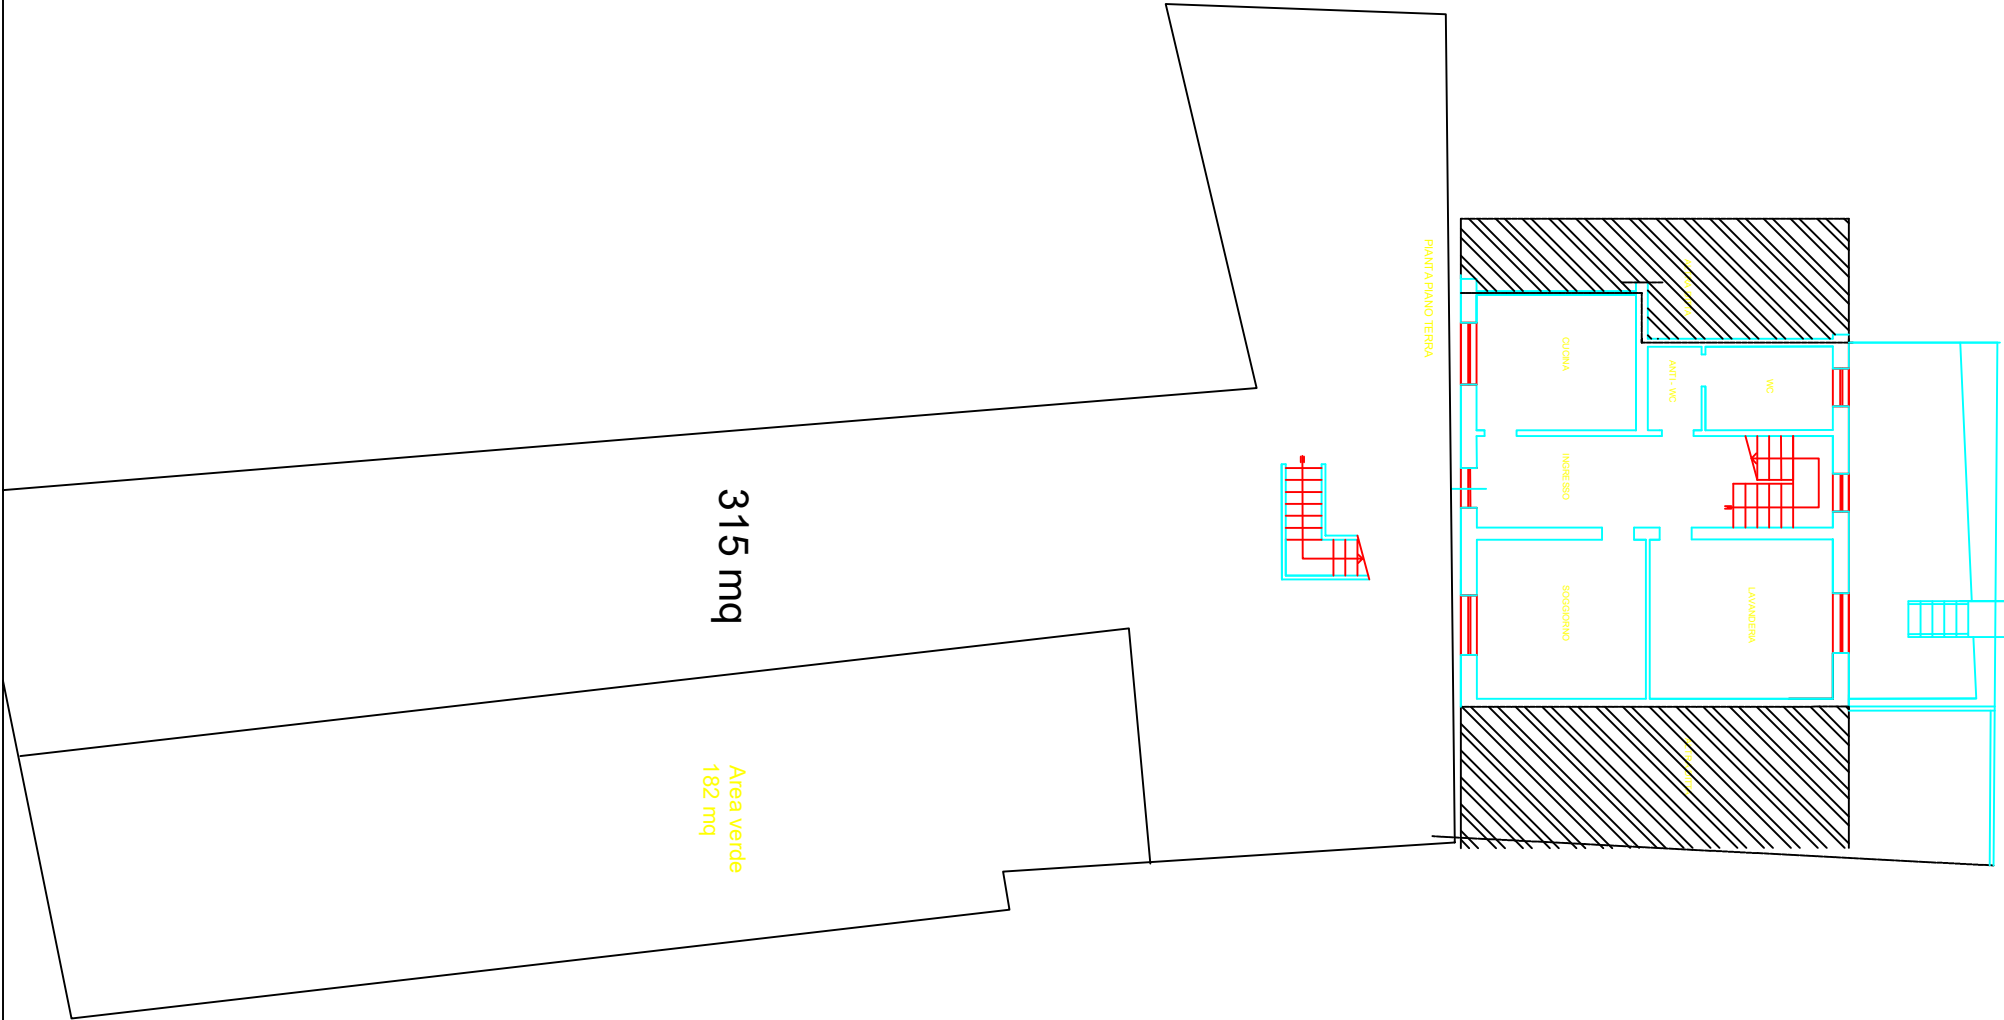 PIANTA PIANO TERRA
CUCINA
ANTI - WC
WC
INGRESSO
SOGGIORNO
LAVANDERIA
315 mq
Area verde
182 mq